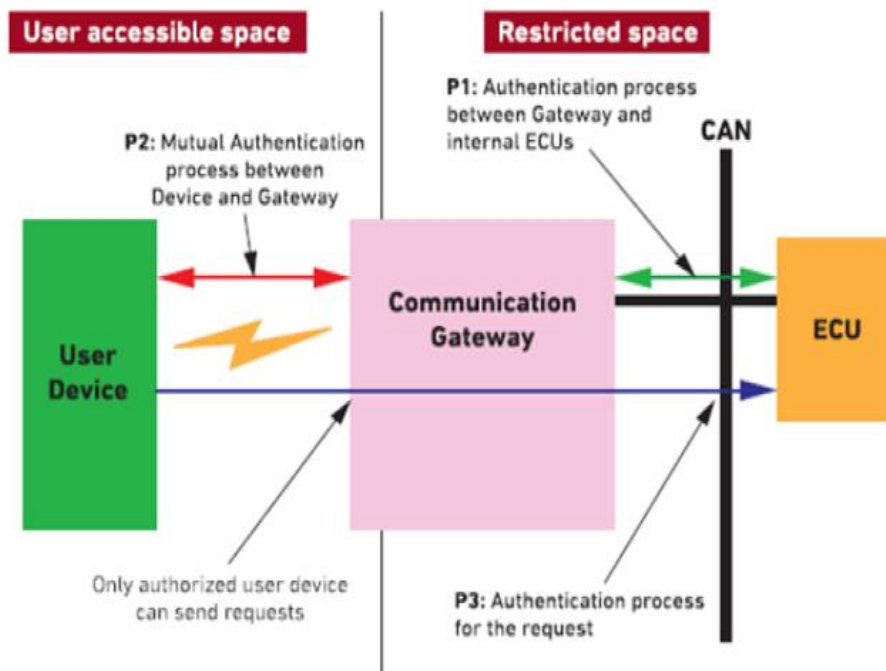 User accessible space
Restricted space
P1: Authentication process
between Gateway and
internal ECUs
CAN
P2: Mutual Authentication
process between
Device and Gateway
Communication
Gateway
User
Device
ECU
Only authorized user device
can send requests
P3: Authentication process
for the request